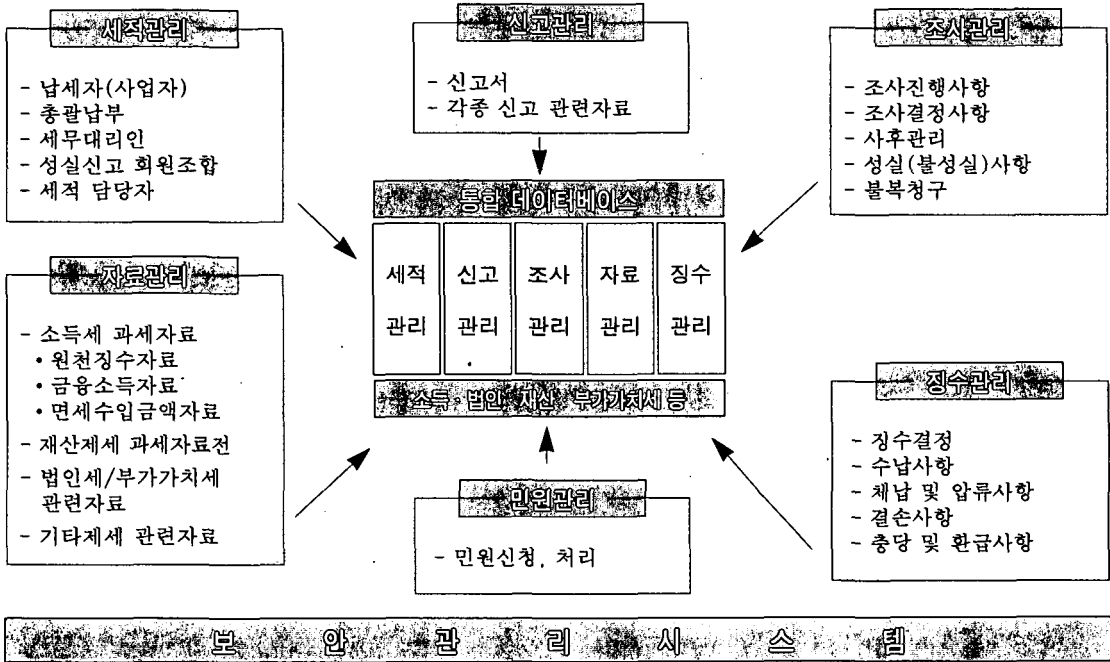 세적관리
- 납세자(사업자)
- 총괄납부
- 세무대리인
- 성실신고 회원조합
- 세적 담당자
신고관리
- 신고서
- 각종 신고 관련자료
조사관리
- 조사진행사항
- 조사결정사항
- 사후관리
- 성실(불성실)사항
- 불복청구
통합 데이터베이스
세적 신고 조사 자료 징수
관리 관리 관리 관리 관리
소득·법인·재산·부가가치세 등
자료관리
- 소득세 과세자료
• 원천징수자료
• 금융소득자료
• 면세수입금액자료
- 재산제세 과세자료전
- 법인세/부가가치세
관련자료
- 기타제세 관련자료
민원관리
- 민원신청, 처리
징수관리
- 징수결정
- 수납사항
- 체납 및 압류사항
- 결손사항
- 충당 및 환급사항
보 안 관 리 시 스 템